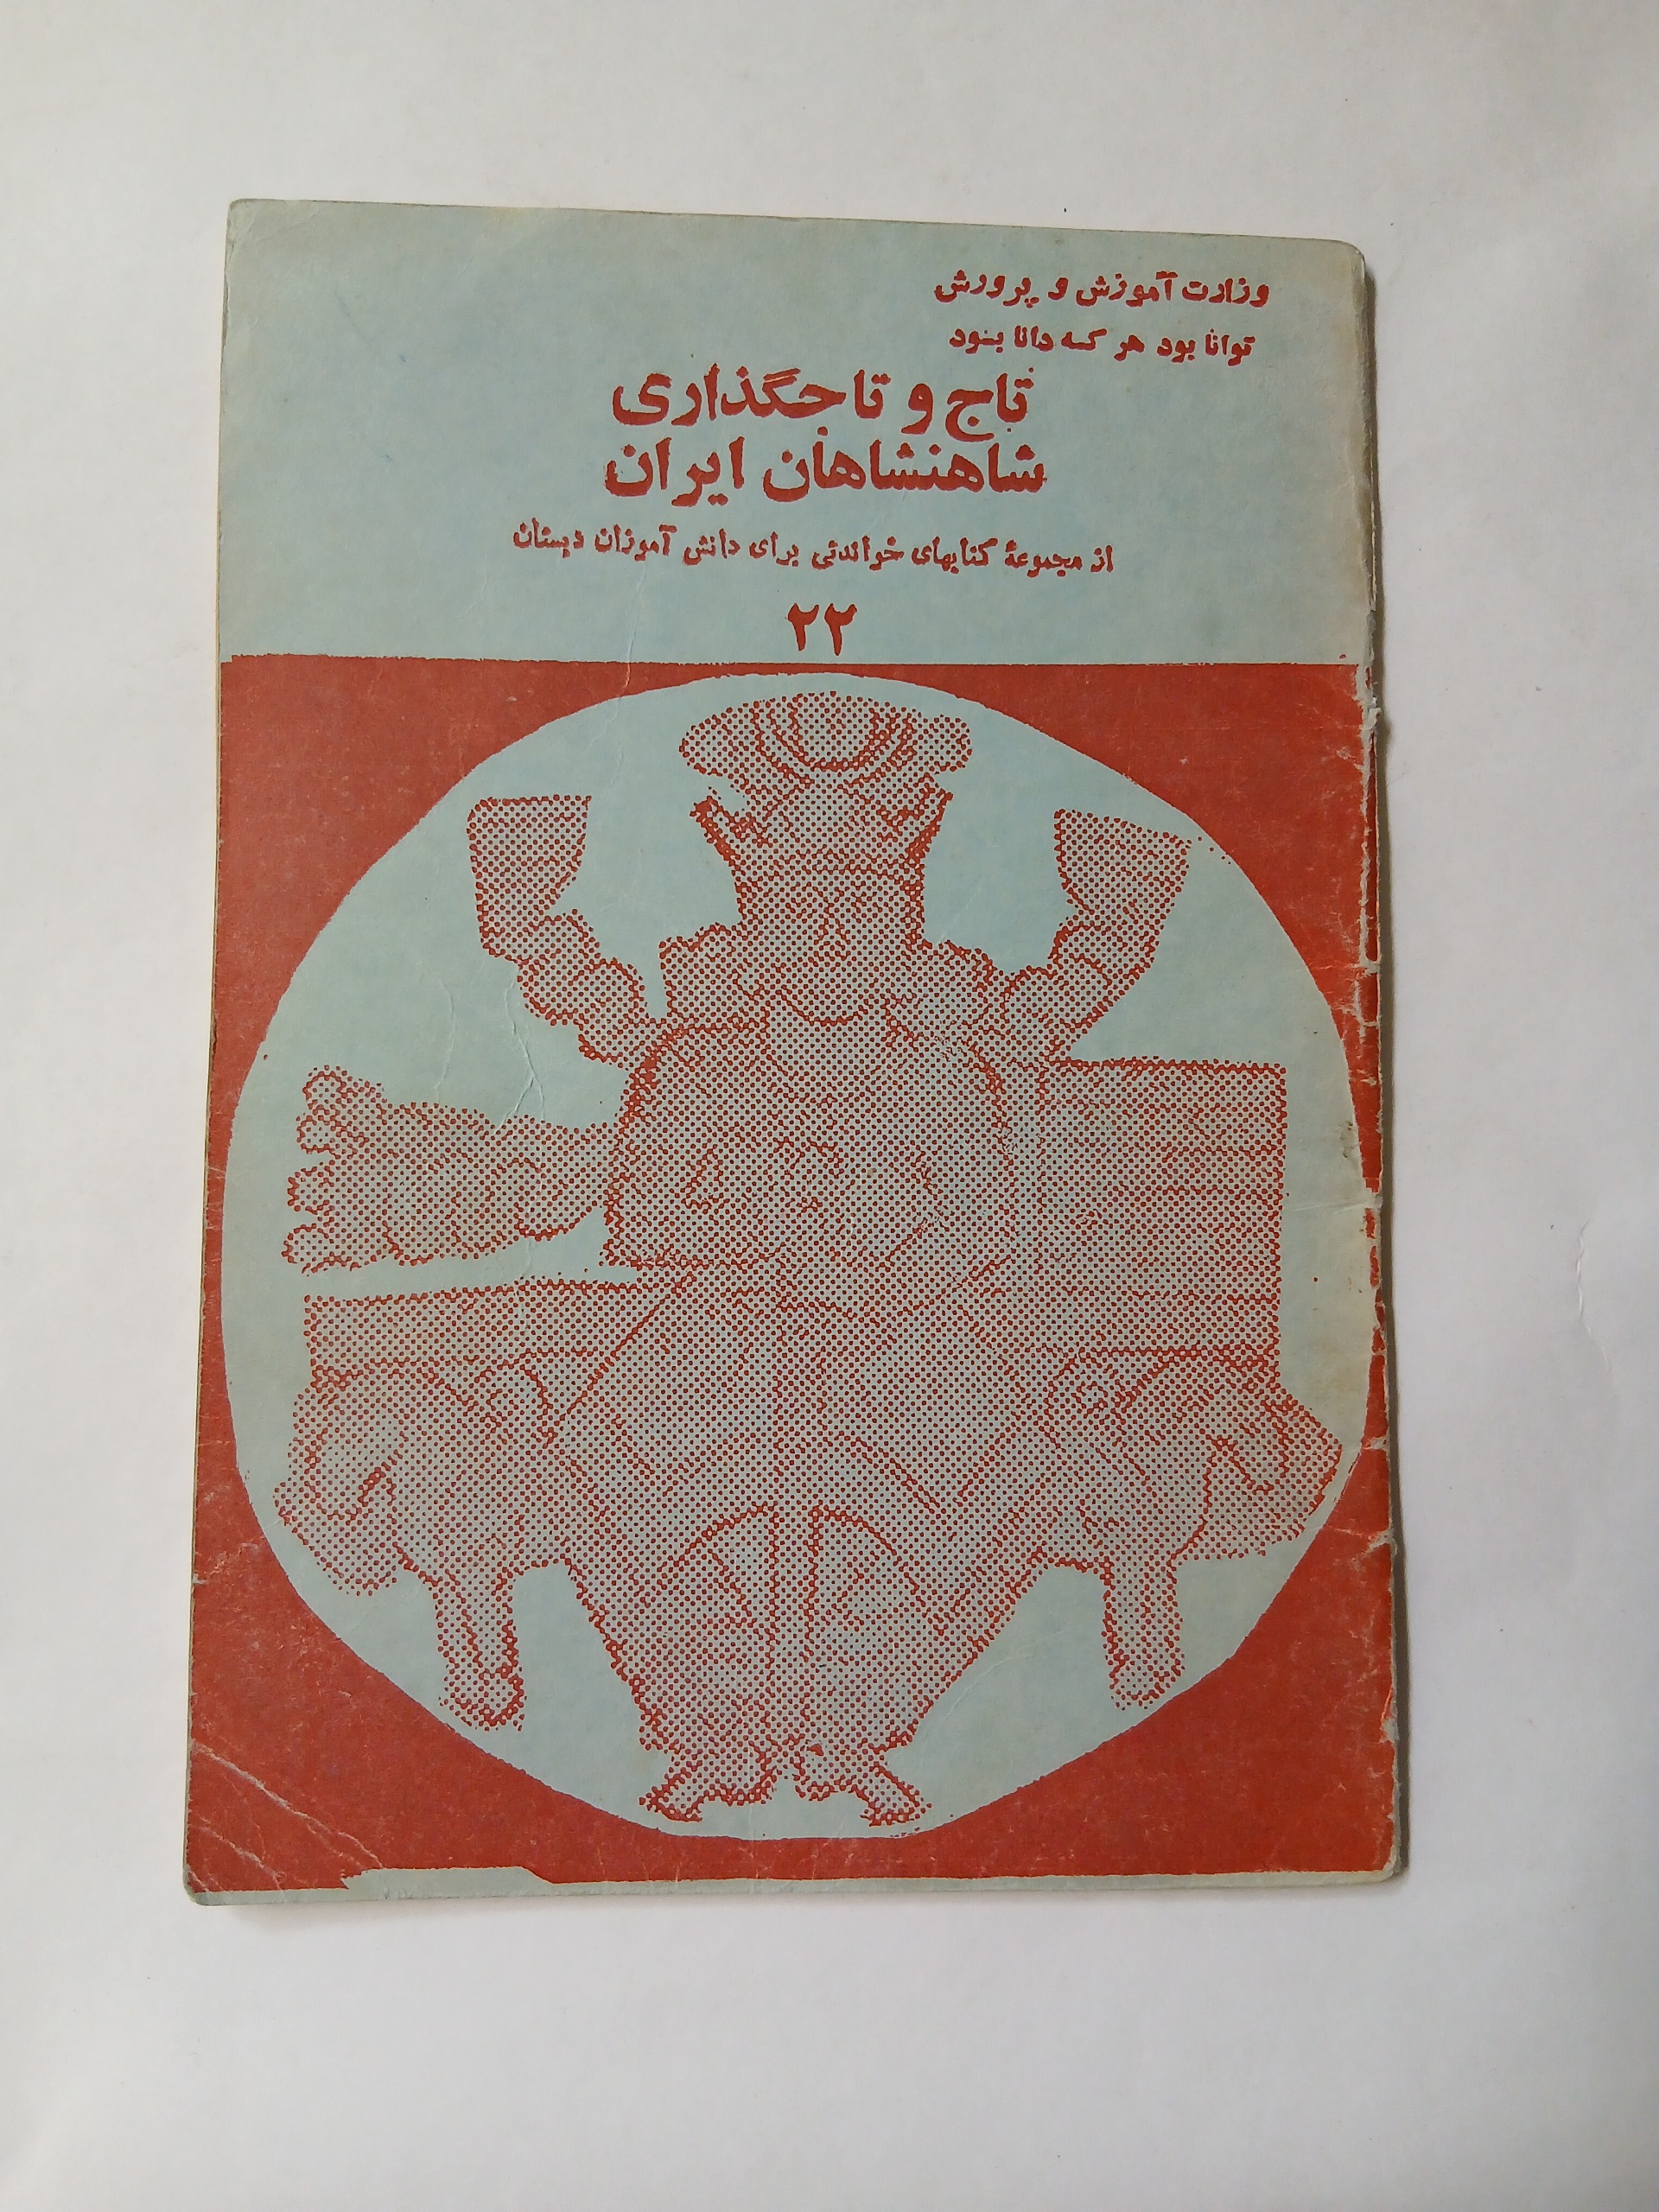 وزارت آموزش و پرورش
توانا بود هر که دانا بود
تاج و تاجگذاری
شاهنشاهان ایران
از مجموعهٔ کتابهای خواندنی برای دانش آموزان دبستان
۲۲